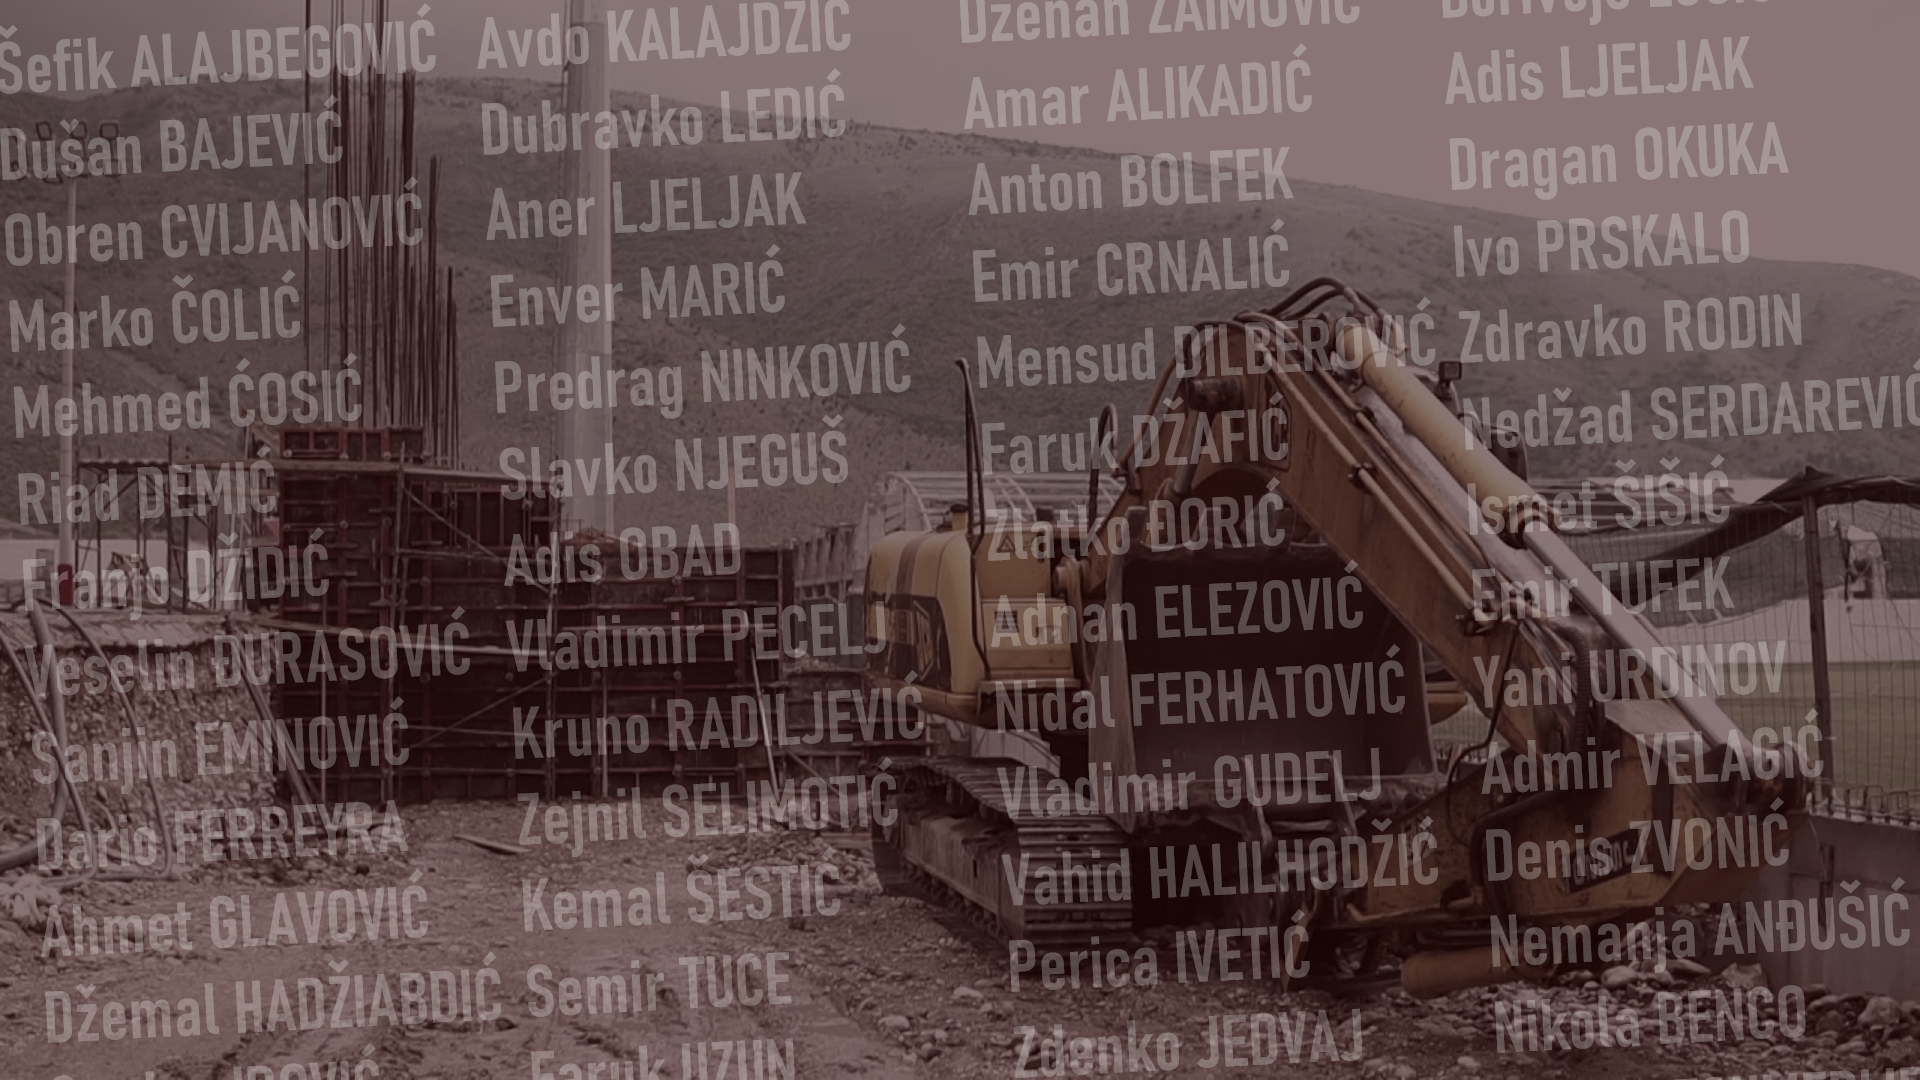 Šefik ALAJBEGOVIĆ
Dušan BAJEVIĆ
Obren CVIJANOVIĆ
Marko ČOLIĆ
Mehmed ĆOSIĆ
Riad DEMIĆ
Franjo DŽIDIĆ
Veselin ĐURASOVIĆ
Sanjin EMINOVIĆ
Dario FERREYRA
Ahmet GLAVOVIĆ
Džemal HADŽIABDIĆ
Avdo KALAJDŽIĆ
Dubravko LEDIĆ
Aner LJELJAK
Enver MARIĆ
Predrag NINKOVIĆ
Slavko NJEGUŠ
Adis OBAD
Vladimir PECELJ
Kruno RADILJEVIĆ
Zejnil SELIMOTIĆ
Kemal ŠESTIĆ
Semir TUCE
Faruk UZUN
Dženan ZAIMOVIĆ
Amar ALIKADIĆ
Anton BOLFEK
Emir CRNALIĆ
Mensud DILBEROVIĆ
Faruk DŽAFIĆ
Zlatko ĐORIĆ
Adnan ELEZOVIĆ
Nidal FERHATOVIĆ
Vladimir GUDELJ
Vahid HALILHODŽIĆ
Perica IVETIĆ
Zdenko JEDVAJ
Adis LJELJAK
Dragan OKUKA
Ivo PRSKALO
Zdravko RODIN
Nedžad SERDAREVIĆ
Ismet ŠIŠIĆ
Emir TUFEK
Yani URDINOV
Admir VELAGIĆ
Denis ZVONIĆ
Nemanja ANĐUŠIĆ
Nikola BENCO